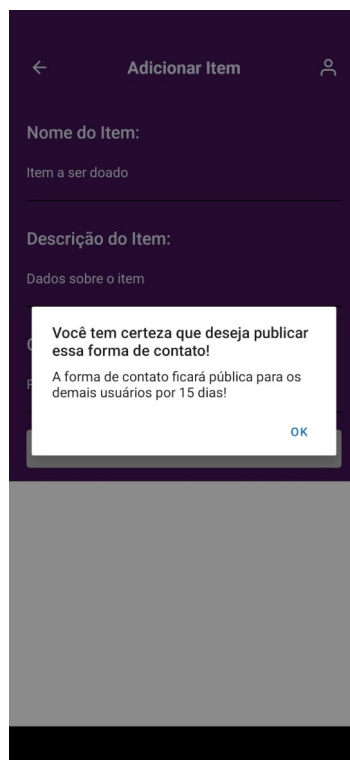 Adicionar Item
Nome do Item:
Item a ser doado
Descrição do Item:
Dados sobre o item
Você tem certeza que deseja publicar
essa forma de contato!
A forma de contato ficará pública para os
demais usuários por 15 dias!
OK